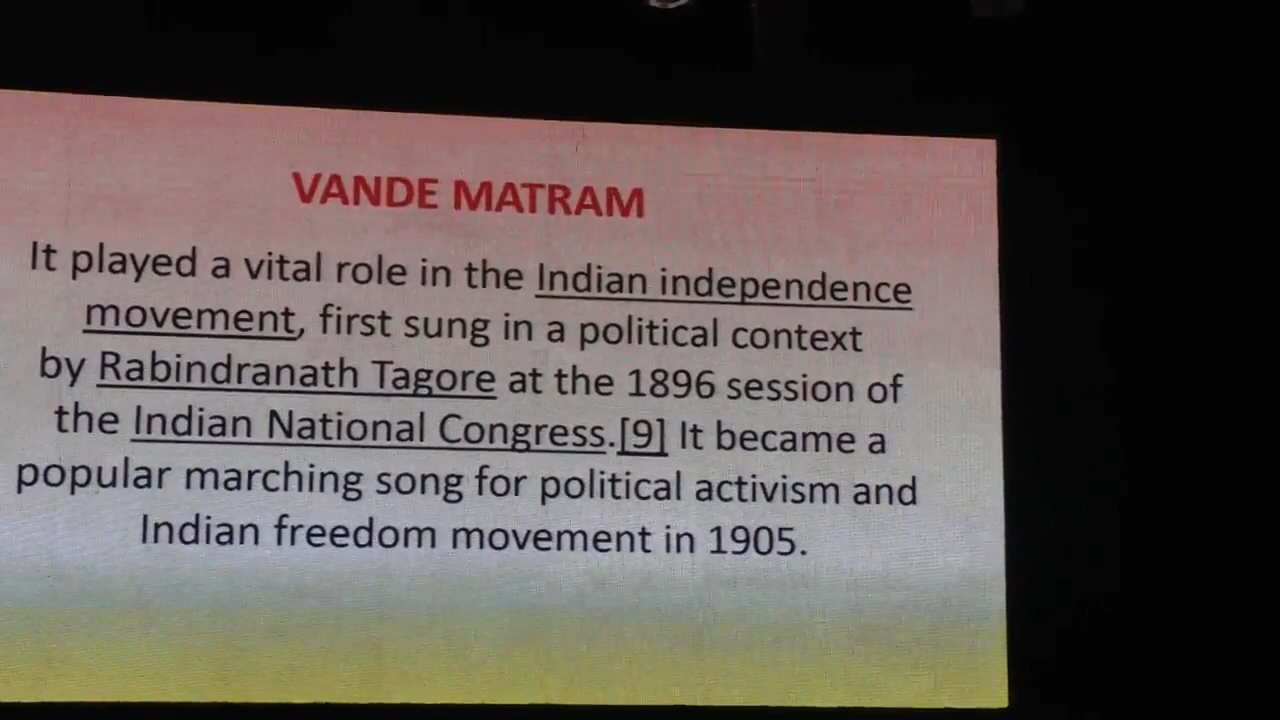 VANDE MATRAM
It played a vital role in the Indian independence
movement, first sung in a political context
by Rabindranath Tagore at the 1896 session of
the Indian National Congress.[9] It became a
popular marching song for political activism and
Indian freedom movement in 1905.